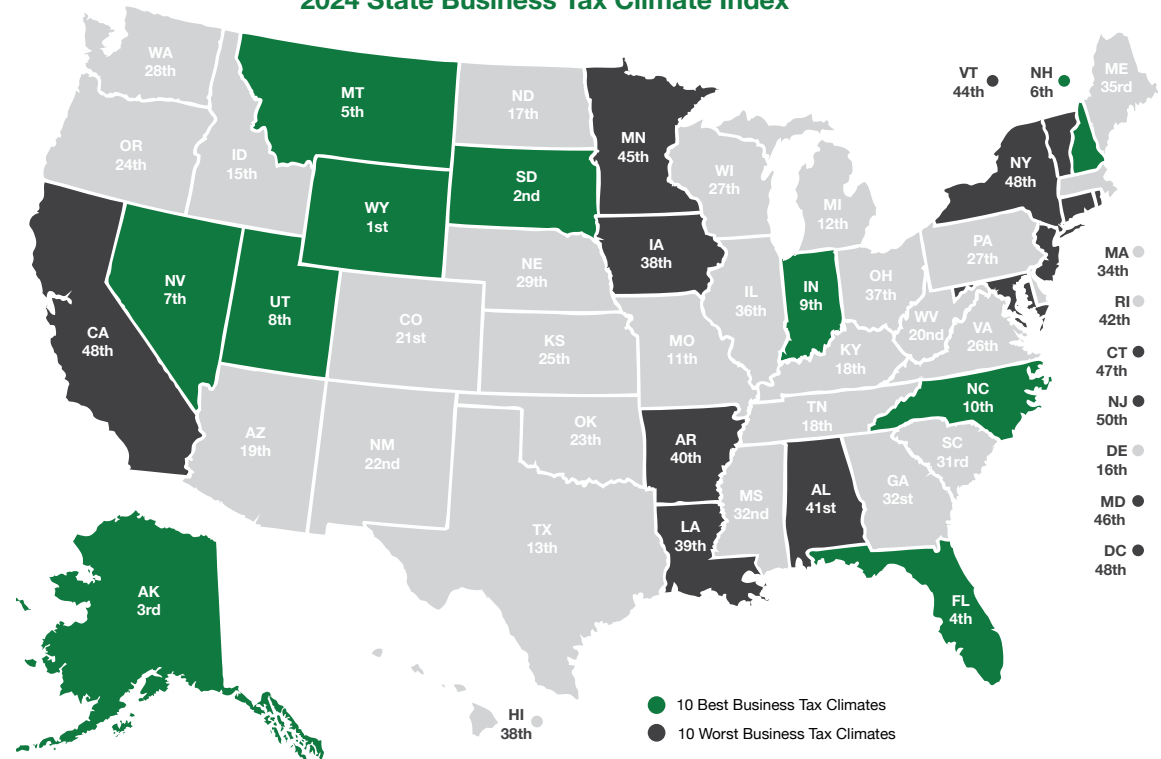 2024 State Business Tax Climate Index
WA
28th
MT
5th
ND
17th
MN
45th
VT
44th
NH
6th
ME
35rd
OR
24th
ID
15th
SD
2nd
WI
27th
MI
12th
NY
48th
WY
1st
IA
38th
NE
29th
PA
27th
MA
34th
NV
7th
UT
8th
CA
48th
CO
21st
KS
25th
MO
11th
IL
36th
IN
9th
OH
37th
WV
20nd
VA
26th
KY
18th
RI
42th
CT
47th
NC
10th
TN
18th
NJ
50th
AZ
19th
NM
22nd
OK
23th
AR
40th
SC
31rd
DE
16th
MS
32nd
AL
41st
GA
32st
MD
46th
TX
13th
LA
39th
DC
48th
AK
3rd
FL
4th
HI
38th
10 Best Business Tax Climates
10 Worst Business Tax Climates